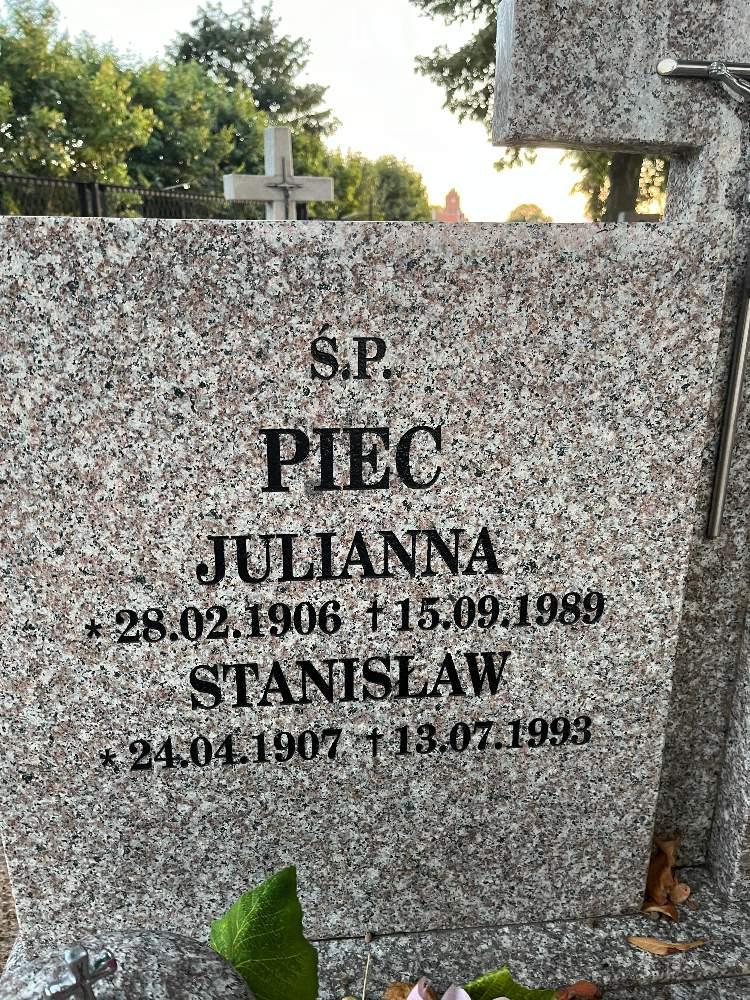 Ś.P.
PIEC
JULIANNA
* 28.02.1906 † 15.09.1989
STANISŁAW
* 24.04.1907 † 13.07.1993